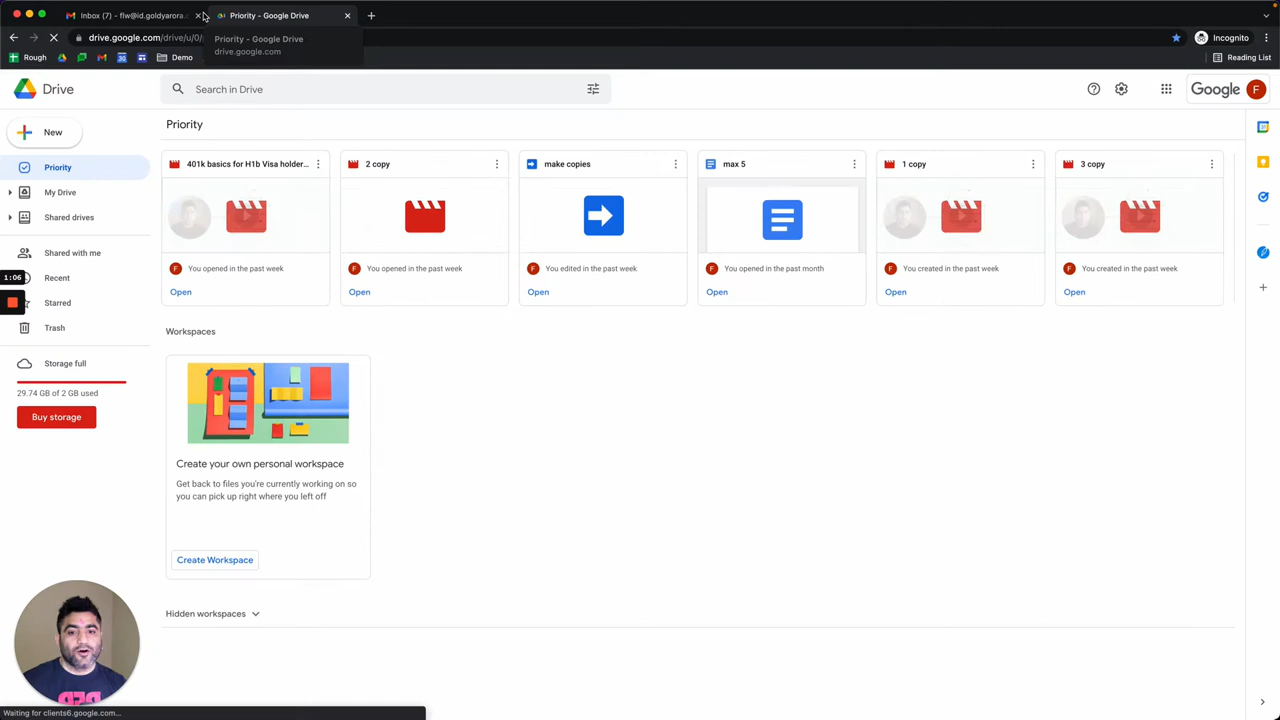 Inbox (7) - flw@id.goldyarora.c
Priority - Google Drive
drive.google.com/drive/u/0/
Priority - Google Drive
drive.google.com
Incognito
Rough
Demo
Reading List
Drive
Search in Drive
Google
F
New
Priority
My Drive
Shared drives
Shared with me
1:06
Recent
Starred
Trash
Storage full
29.74 GB of 2 GB used
Buy storage
Priority
401k basics for H1b Visa holder...
2 copy
make copies
max 5
1 copy
3 copy
F You opened in the past week
F You opened in the past week
F You edited in the past week
F You opened in the past month
F You created in the past week
F You created in the past week
Open
Open
Open
Open
Open
Open
Workspaces
Create your own personal workspace
Get back to files you're currently working on so
you can pick up right where you left off
Create Workspace
Hidden workspaces
Waiting for clients6.google.com...